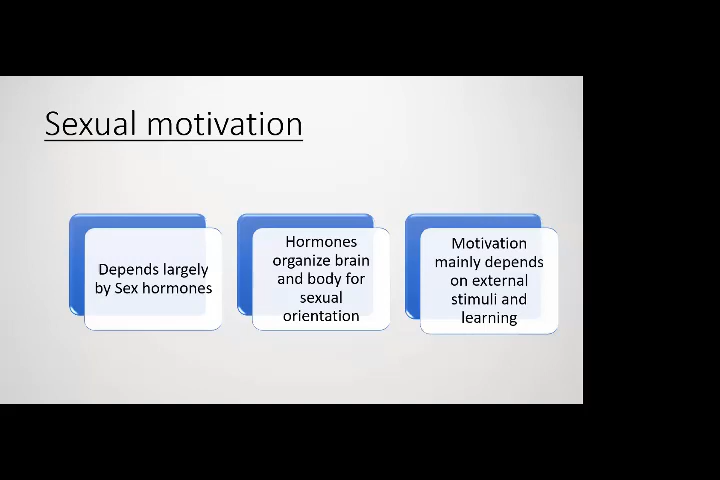 Sexual motivation
Depends largely
by Sex hormones
Hormones
organize brain
and body for
sexual
orientation
Motivation
mainly depends
on external
stimuli and
learning